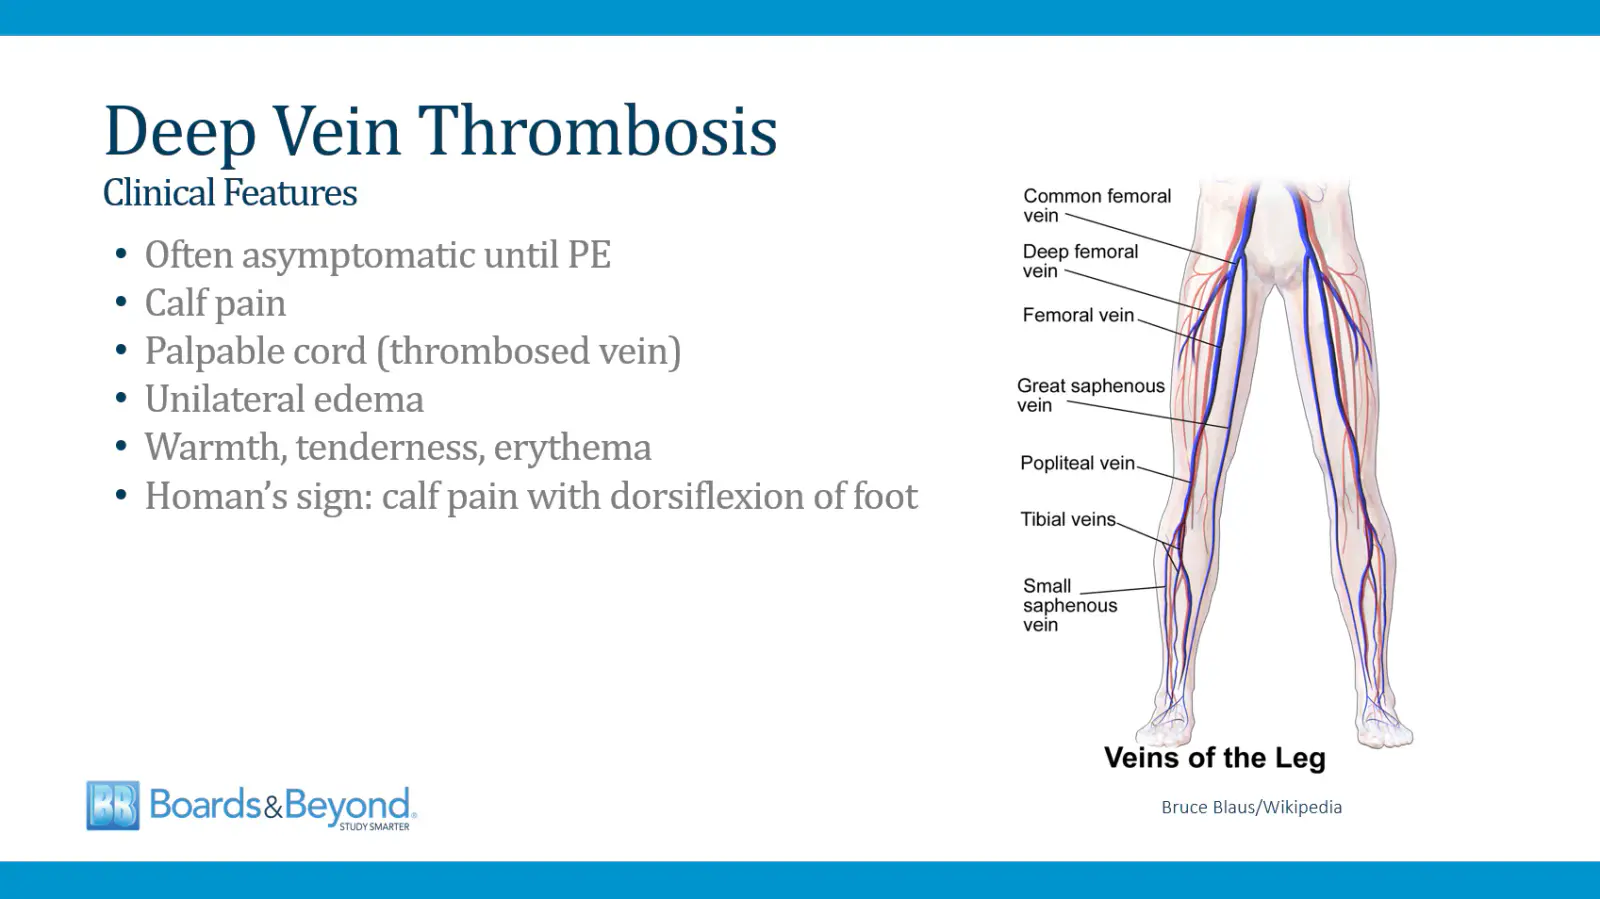 Deep Vein Thrombosis
Clinical Features
• Often asymptomatic until PE
• Calf pain
• Palpable cord (thrombosed vein)
• Unilateral edema
• Warmth, tenderness, erythema
• Homan’s sign: calf pain with dorsiflexion of foot
Common femoral
vein
Deep femoral
vein
Femoral vein
Great saphenous
vein
Popliteal vein
Tibial veins
Small
saphenous
vein
Veins of the Leg
Bruce Blaus/Wikipedia
BB Boards&Beyond®
STUDY SMARTER